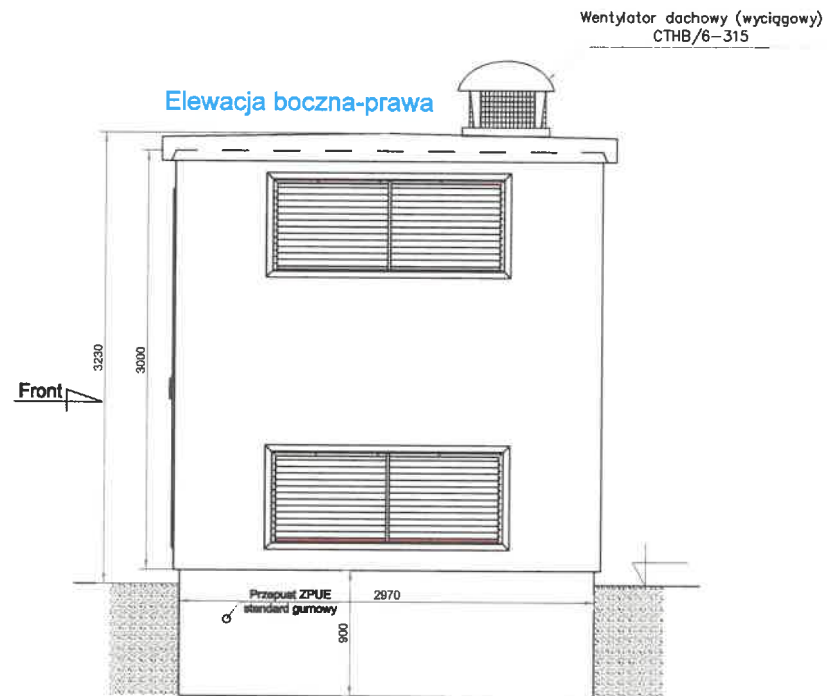 Wentylator dachowy (wyciągowy)
CTHB/6-315
Elewacja boczna-prawa
3230
3000
Front
Przepust ZPUE
standard gumowy
2970
900